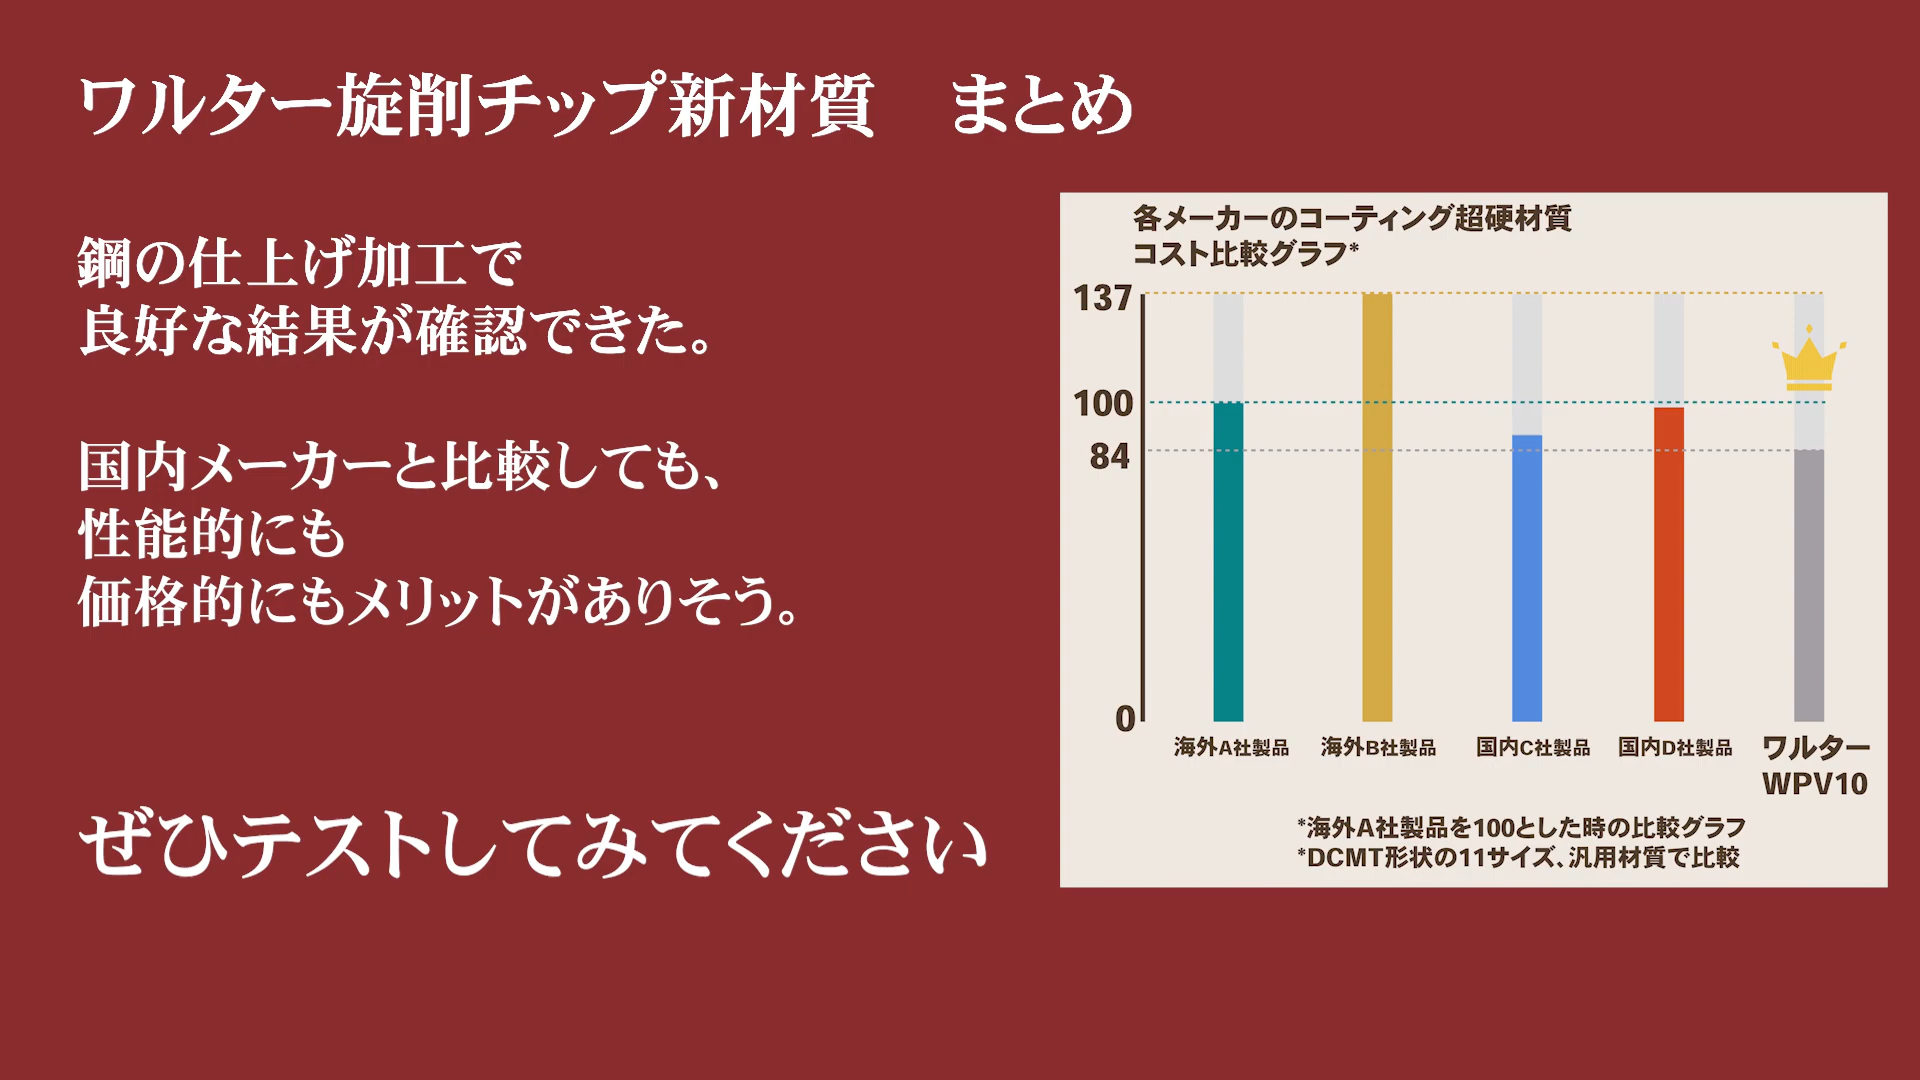 ワルター旋削チップ新材質　まとめ
鋼の仕上げ加工で
良好な結果が確認できた。
国内メーカーと比較しても、
性能的にも
価格的にもメリットがありそう。
ぜひテストしてみてください
各メーカーのコーティング超硬材質
コスト比較グラフ*
137
100
84
0
海外A社製品
海外B社製品
国内C社製品
国内D社製品
ワルター
WPV10
*海外A社製品を100とした時の比較グラフ
*DCMT形状の11サイズ、汎用材質で比較